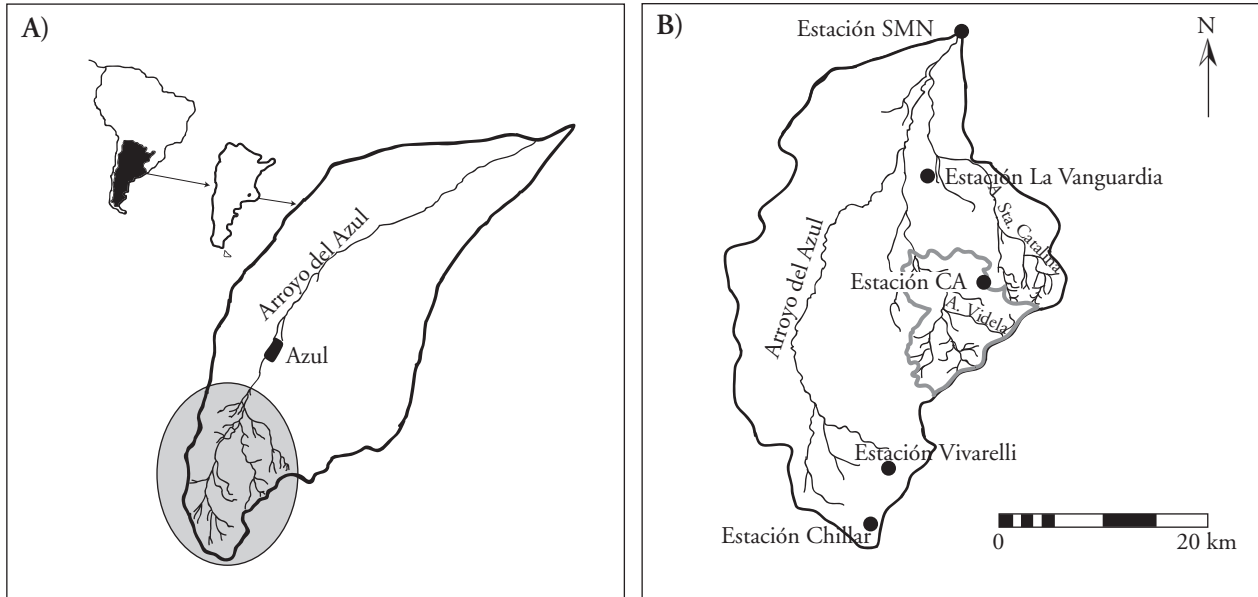 A)
Arroyo del Azul
Azul
B)
Estación SMN
N
Estación La Vanguardia
A. Sta. Catalina
Arroyo del Azul
Estación CA
A. Videla
Estación Vivarelli
Estación Chillar
0
20 km